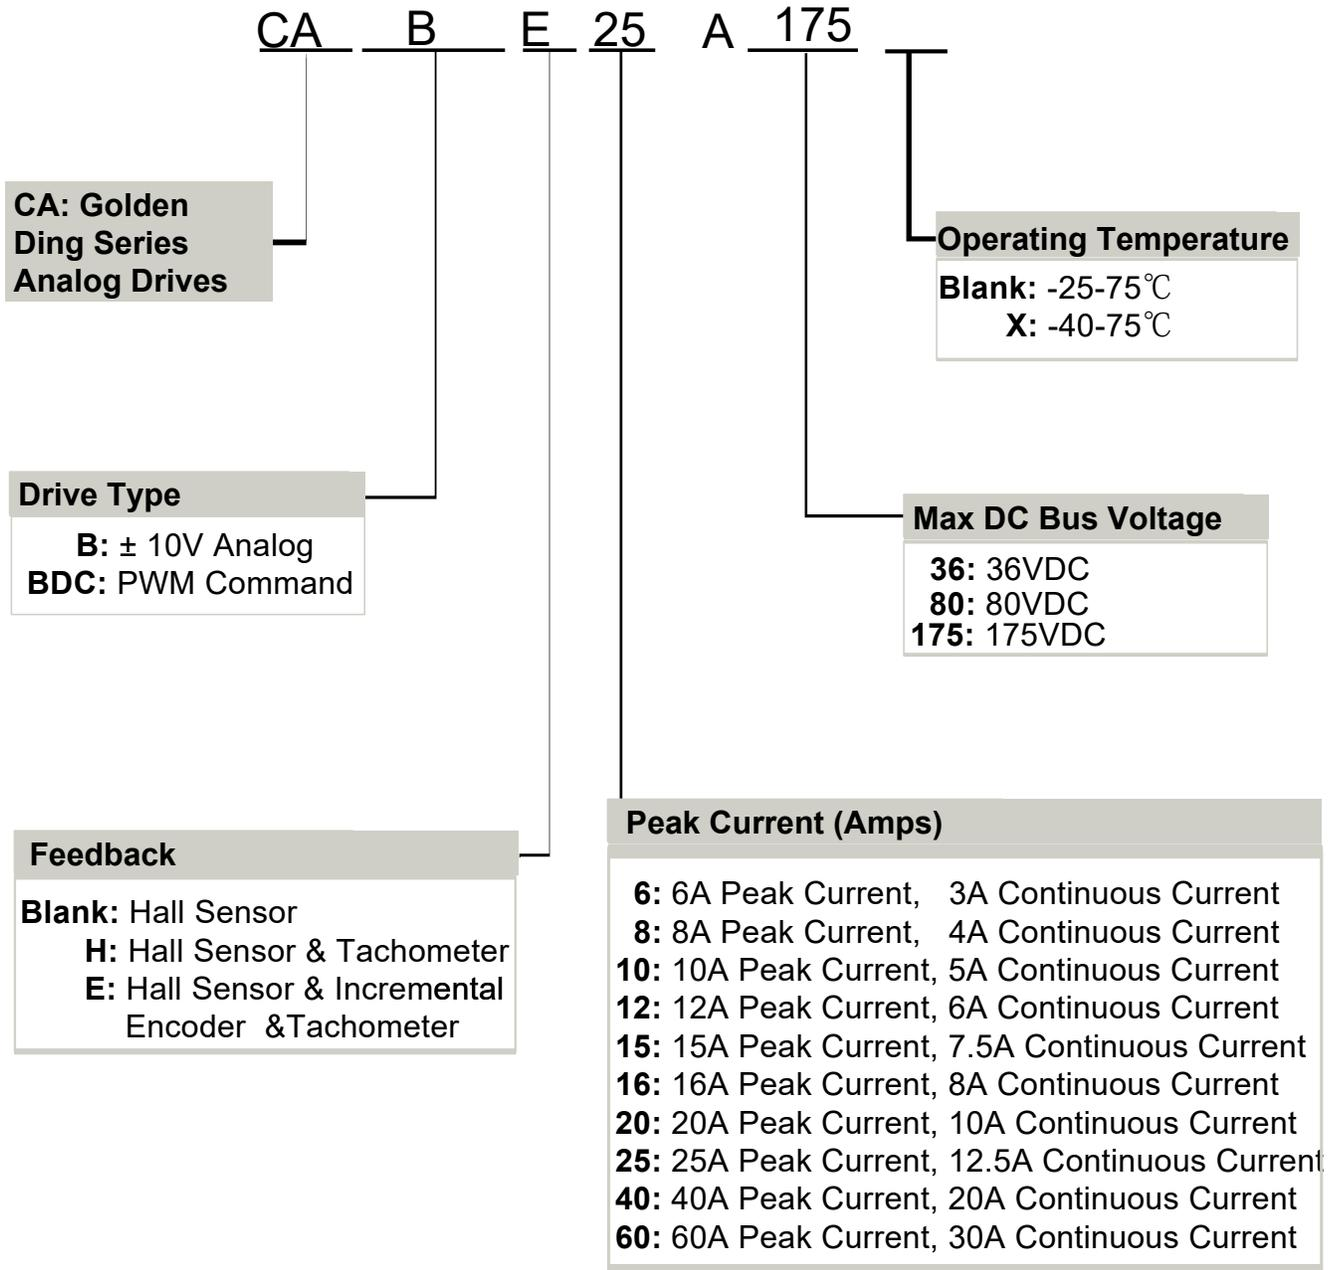 CA B E 25 A 175
CA: Golden
Ding Series
Analog Drives
Operating Temperature
Blank: -25-75℃
X: -40-75℃
Drive Type
B: ± 10V Analog
BDC: PWM Command
Max DC Bus Voltage
36: 36VDC
80: 80VDC
175: 175VDC
Feedback
Blank: Hall Sensor
H: Hall Sensor & Tachometer
E: Hall Sensor & Incremental
Encoder &Tachometer
Peak Current (Amps)
6: 6A Peak Current, 3A Continuous Current
8: 8A Peak Current, 4A Continuous Current
10: 10A Peak Current, 5A Continuous Current
12: 12A Peak Current, 6A Continuous Current
15: 15A Peak Current, 7.5A Continuous Current
16: 16A Peak Current, 8A Continuous Current
20: 20A Peak Current, 10A Continuous Current
25: 25A Peak Current, 12.5A Continuous Current
40: 40A Peak Current, 20A Continuous Current
60: 60A Peak Current, 30A Continuous Current